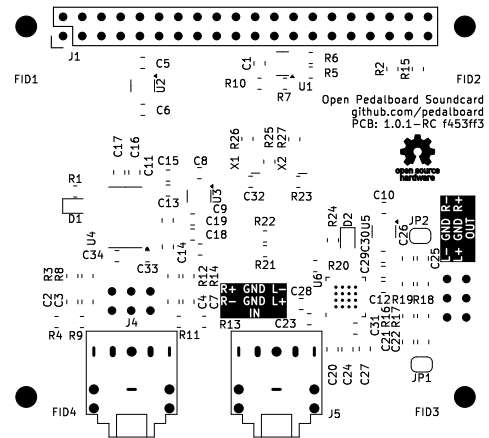 J1
C5
C1
R6
R5
R2
R15
FID1
U2
R10
R7
U1
FID2
C6
Open Pedalboard Soundcard
github.com/pedalboard
PCB: 1.0.1-RC f453ff3
R26
R25
R27
C17
C16
C11
C15
C8
X1
X2
open source
hardware
R1
C32
R23
U3
C9
C10
D1
C13
C19
C18
R22
R24
D2
U5
C26
JP2
L- GND R-
L+ GND R+
OUT
U4
C34
C33
C14
R21
U6
R20
C29
C30
C25
R3
R8
R12
R14
R+ GND L-
R- GND L+
IN
C28
C12
R19
R18
C2
C3
C4
C7
R4
R9
J4
R11
R13
C23
C31
R16
R17
C21
C22
C20
C24
C27
JP1
FID4
J5
FID3